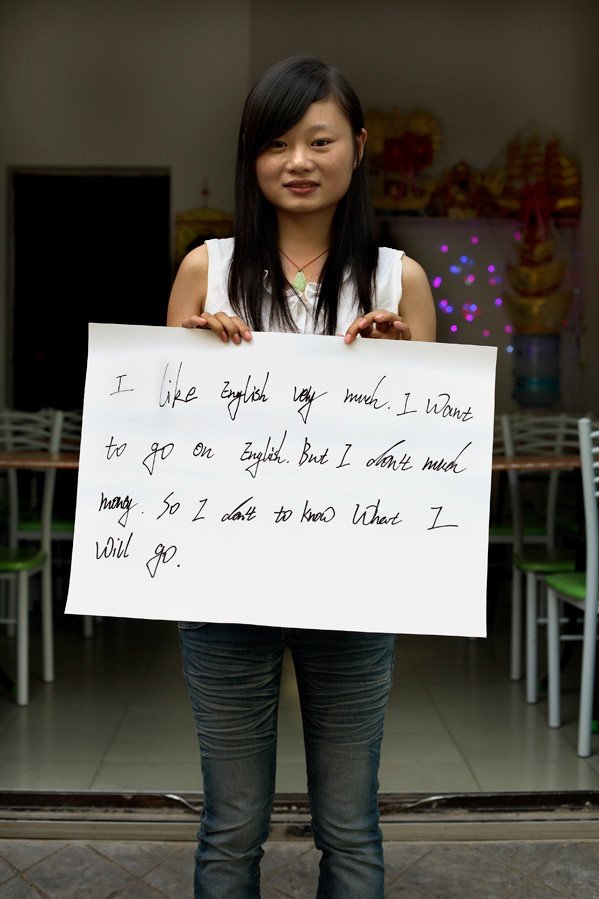 I like English very much. I Want
to go on English. But I don't much
money. So I don't to know What I
Will go.